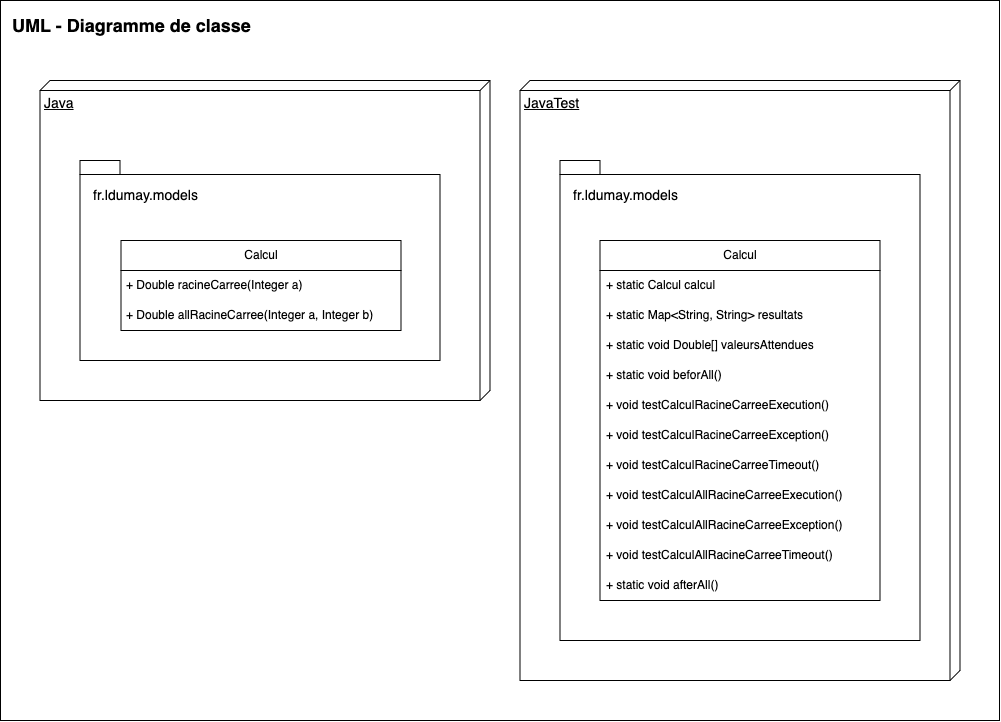 UML - Diagramme de classe
Java
fr.ldumay.models
Calcul
+ Double racineCarree(Integer a)
+ Double allRacineCarree(Integer a, Integer b)
JavaTest
fr.ldumay.models
Calcul
+ static Calcul calcul
+ static Map<String, String> resultats
+ static void Double[] valeursAttendues
+ static void beforAll()
+ void testCalculRacineCarreeExecution()
+ void testCalculRacineCarreeException()
+ void testCalculRacineCarreeTimeout()
+ void testCalculAllRacineCarreeExecution()
+ void testCalculAllRacineCarreeException()
+ void testCalculAllRacineCarreeTimeout()
+ static void afterAll()